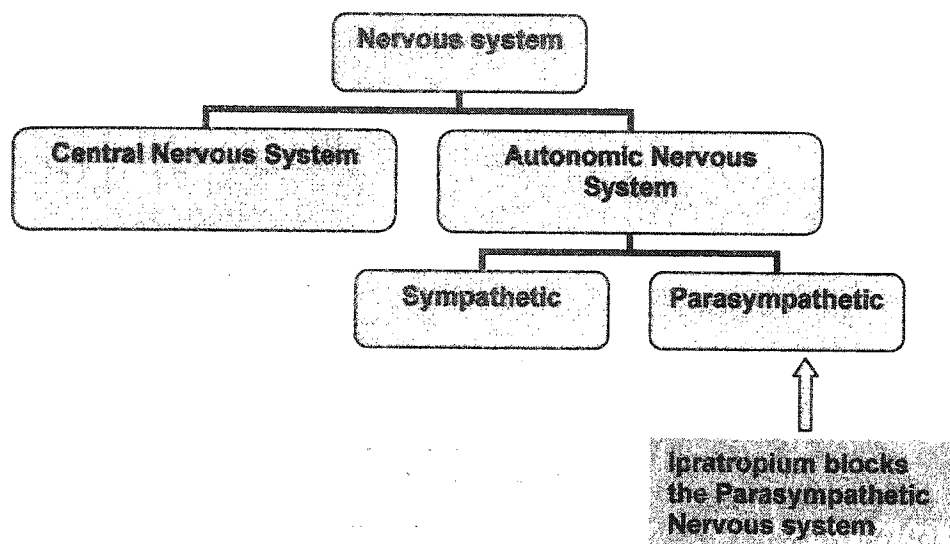 Nervous system
Central Nervous System
Autonomic Nervous
System
Sympathetic
Parasympathetic
Ipratropium blocks
the Parasympathetic
Nervous system